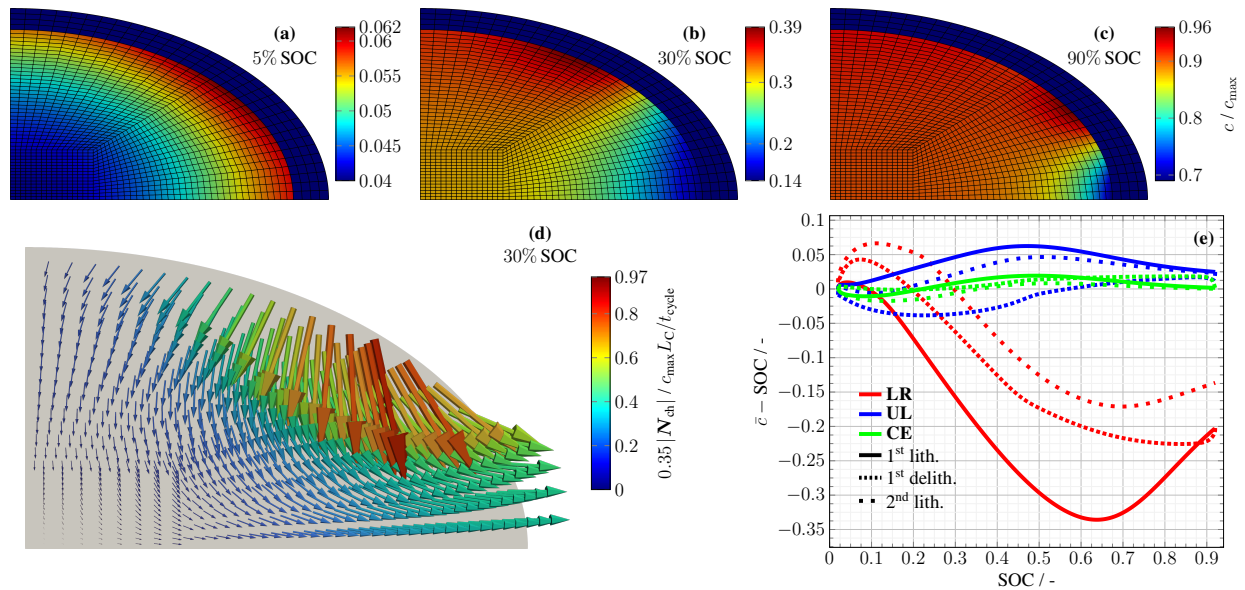 (a)
5% SOC
0.062
0.06
0.055
0.05
0.045
0.04
(b)
30% SOC
0.39
0.3
0.2
0.14
(c)
90% SOC
0.96
0.9
0.8
0.7
c / c_max
(d)
30% SOC
0.97
0.8
0.6
0.4
0.2
0
0.35 |N_ch| / c_max L_C/t_cycle
(e)
0.1
0.05
0
−0.05
−0.1
−0.15
−0.2
−0.25
−0.3
−0.35
c̄ − SOC / -
LR
UL
CE
1st lith.
1st delith.
2nd lith.
0 0.1 0.2 0.3 0.4 0.5 0.6 0.7 0.8 0.9
SOC / -